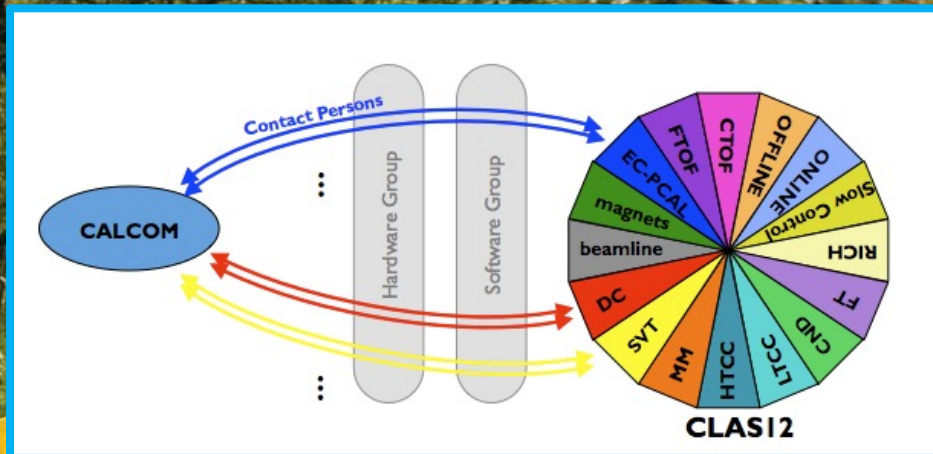 Contact Persons
...
...
CALCOM
Hardware Group
Software Group
EC-PCAL
FTOF
CTOF
OFFLINE
ONLINE
Slow Control
RICH
FT
CND
LTCC
HTCC
MM
SVT
DC
beamline
magnets
CLAS12